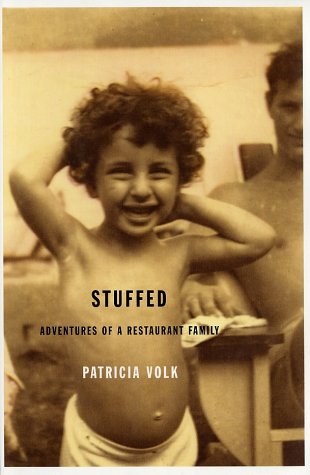 STUFFED
ADVENTURES OF A RESTAURANT FAMILY
PATRICIA VOLK